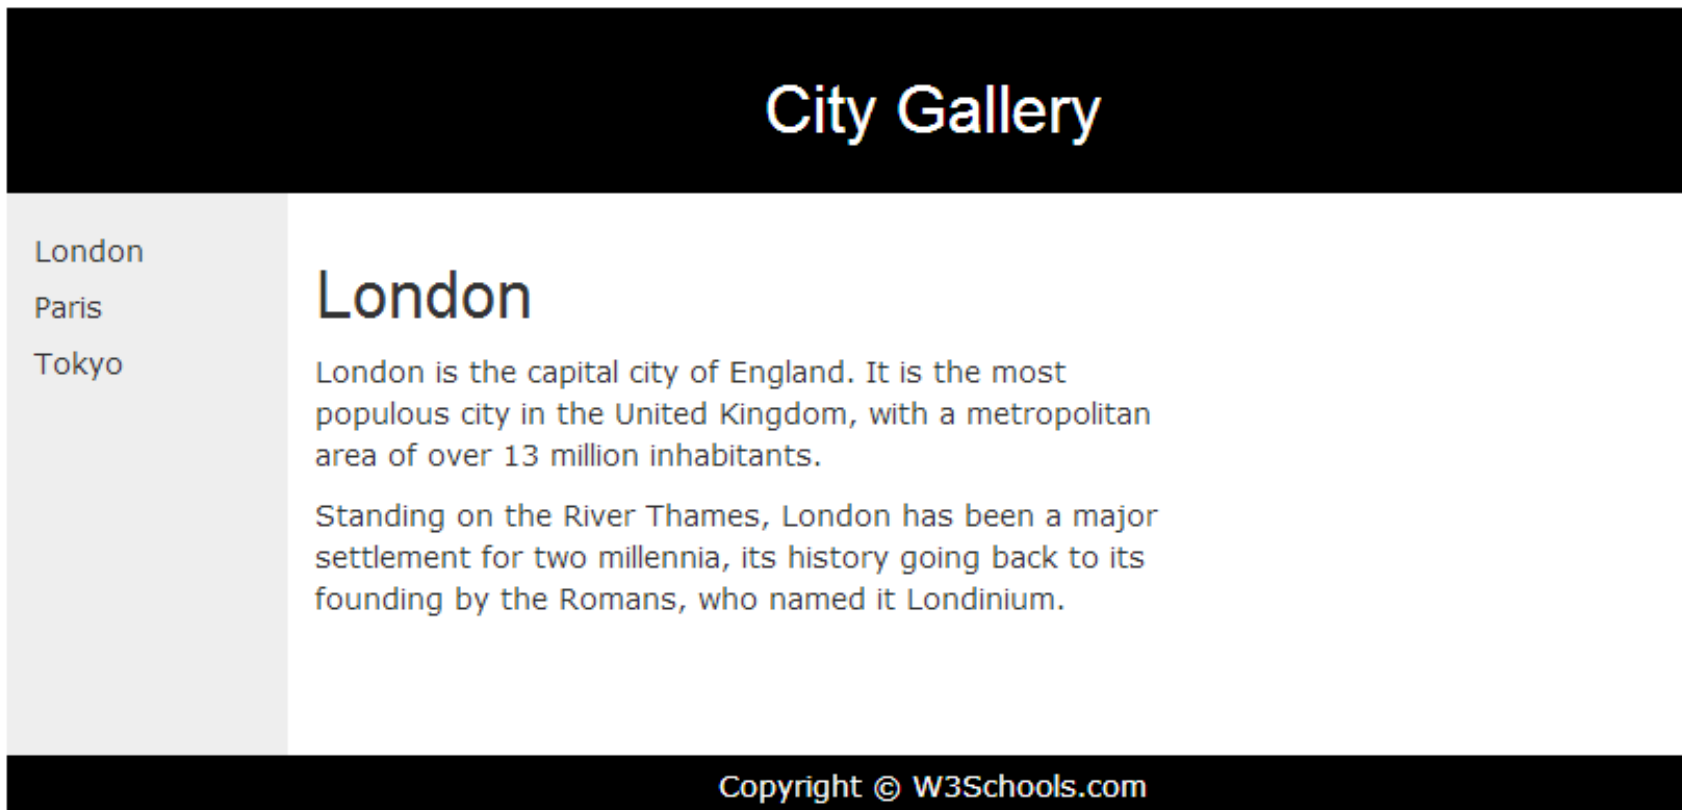 City Gallery
London
Paris
Tokyo
London
London is the capital city of England. It is the most
populous city in the United Kingdom, with a metropolitan
area of over 13 million inhabitants.
Standing on the River Thames, London has been a major
settlement for two millennia, its history going back to its
founding by the Romans, who named it Londinium.
Copyright © W3Schools.com